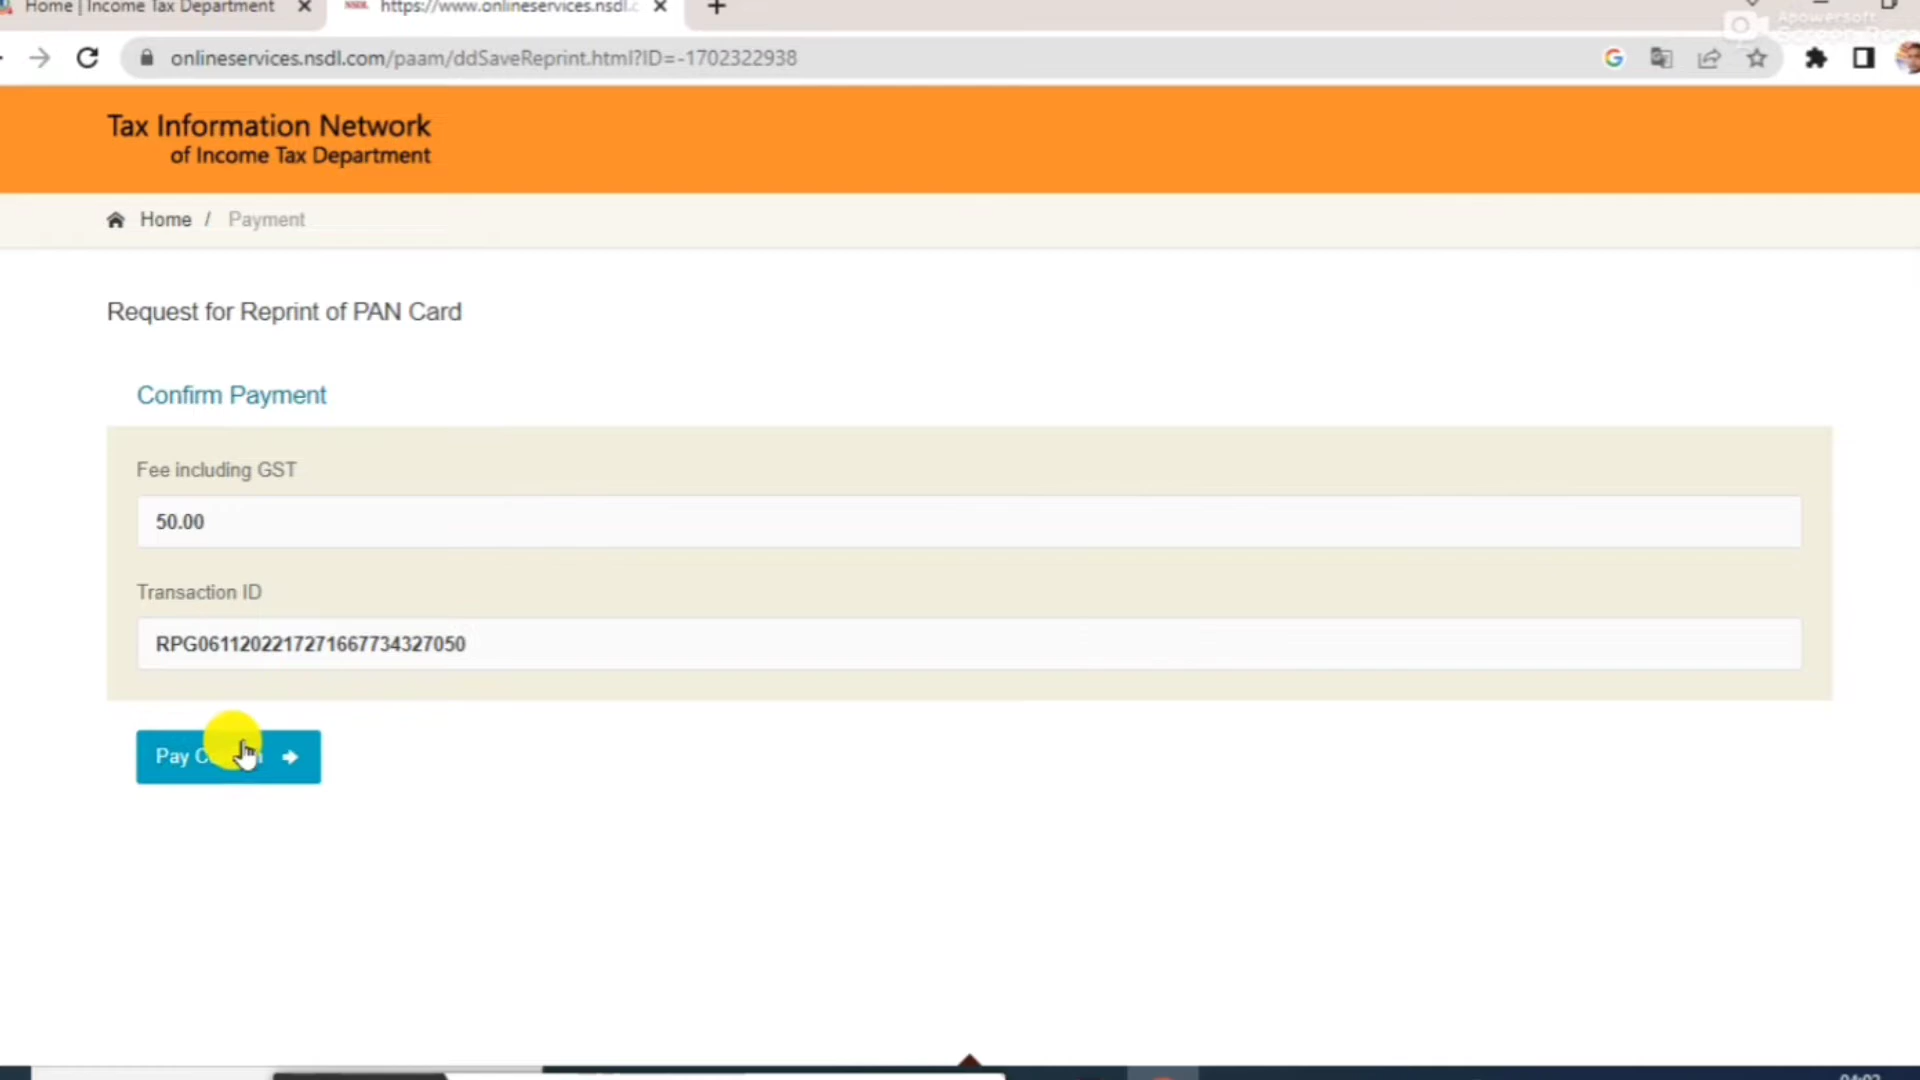 Home | Income Tax Department
https://www.onlineservices.nsdl.c
Apowersoft
onlineservices.nsdl.com/paam/ddSaveReprint.html?ID=-1702322938
Tax Information Network
of Income Tax Department
Home / Payment
Request for Reprint of PAN Card
Confirm Payment
Fee including GST
50.00
Transaction ID
RPG0611202217271667734327050
Pay